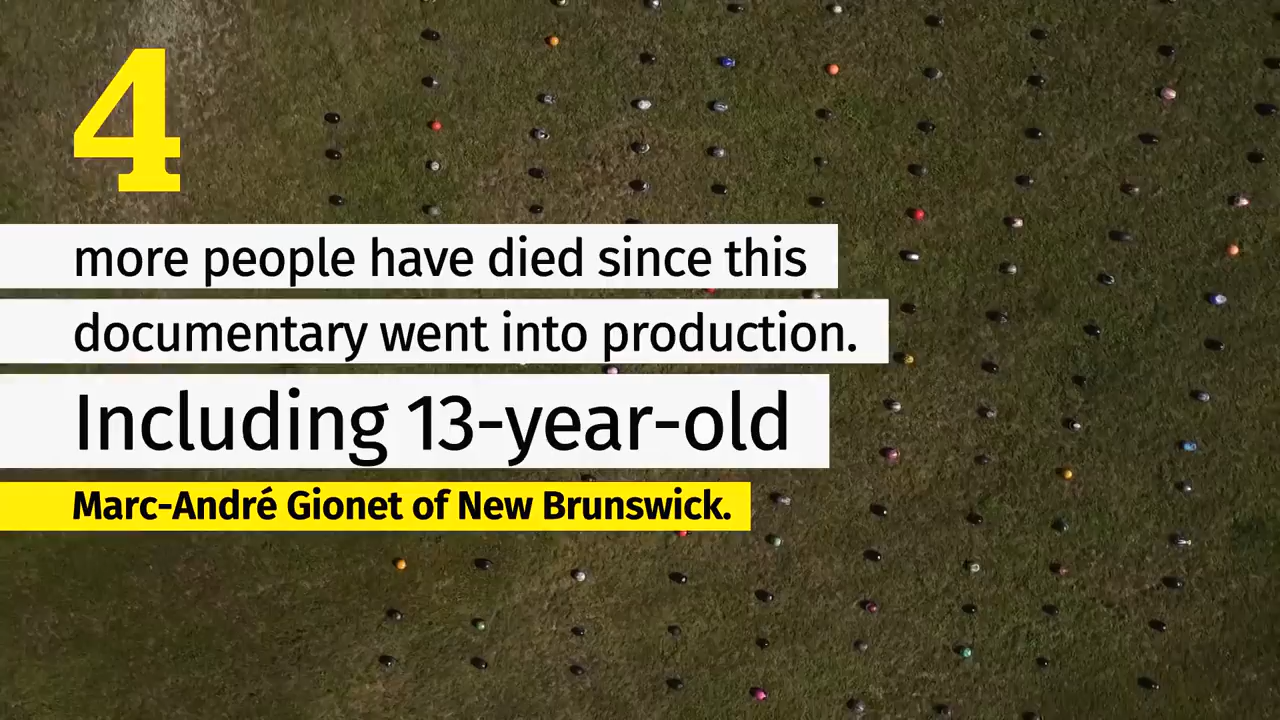 4
more people have died since this
documentary went into production.
Including 13-year-old
Marc-André Gionet of New Brunswick.